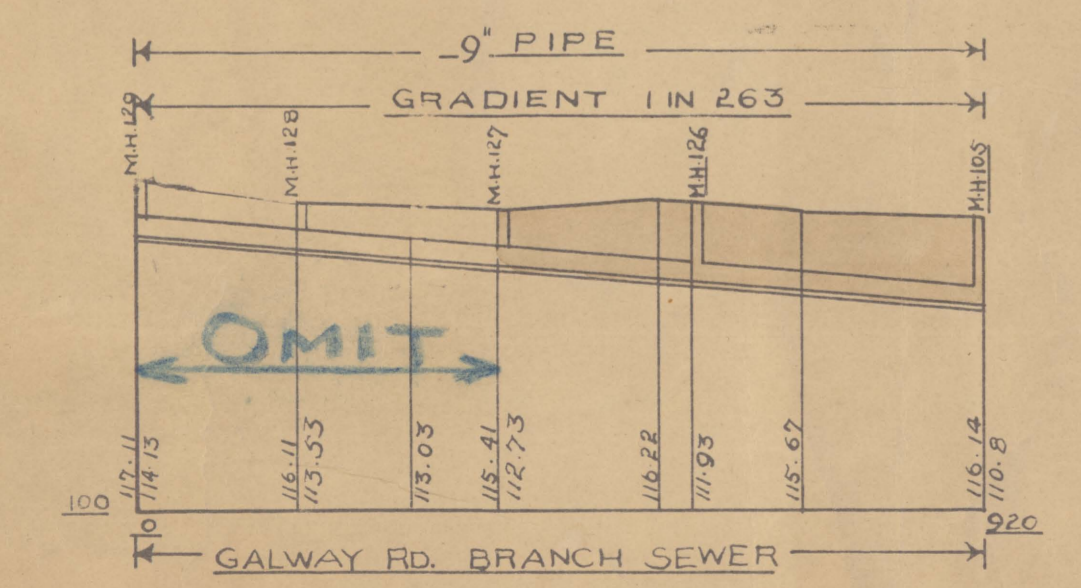 9" PIPE
GRADIENT 1 IN 263
M.H.129
M.H.128
M.H.127
M.H.126
M.H.105
OMIT
117.11
114.13
116.11
113.53
113.03
115.41
112.73
116.22
111.93
115.67
116.14
110.8
100
0
920
GALWAY RD. BRANCH SEWER